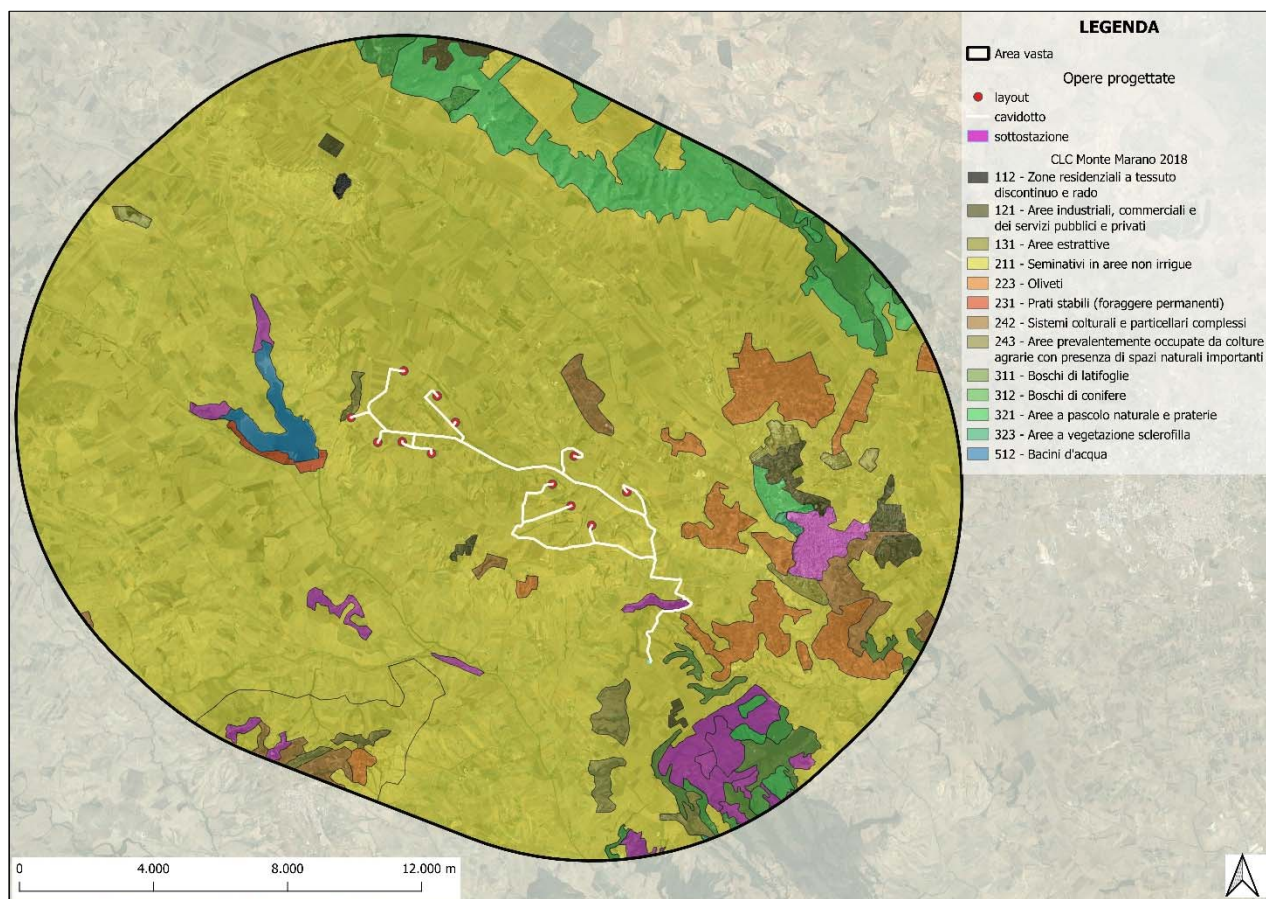 LEGENDA
Area vasta
Opere progettate
layout
cavidotto
sottostazione
CLC Monte Marano 2018
112 - Zone residenziali a tessuto
discontinuo e rado
121 - Aree industriali, commerciali e
dei servizi pubblici e privati
131 - Aree estrattive
211 - Seminativi in aree non irrigue
223 - Oliveti
231 - Prati stabili (foraggere permanenti)
242 - Sistemi colturali e particellari complessi
243 - Aree prevalentemente occupate da colture
agrarie con presenza di spazi naturali importanti
311 - Boschi di latifoglie
312 - Boschi di conifere
321 - Aree a pascolo naturale e praterie
323 - Aree a vegetazione sclerofilla
512 - Bacini d'acqua
0 4.000 8.000 12.000 m